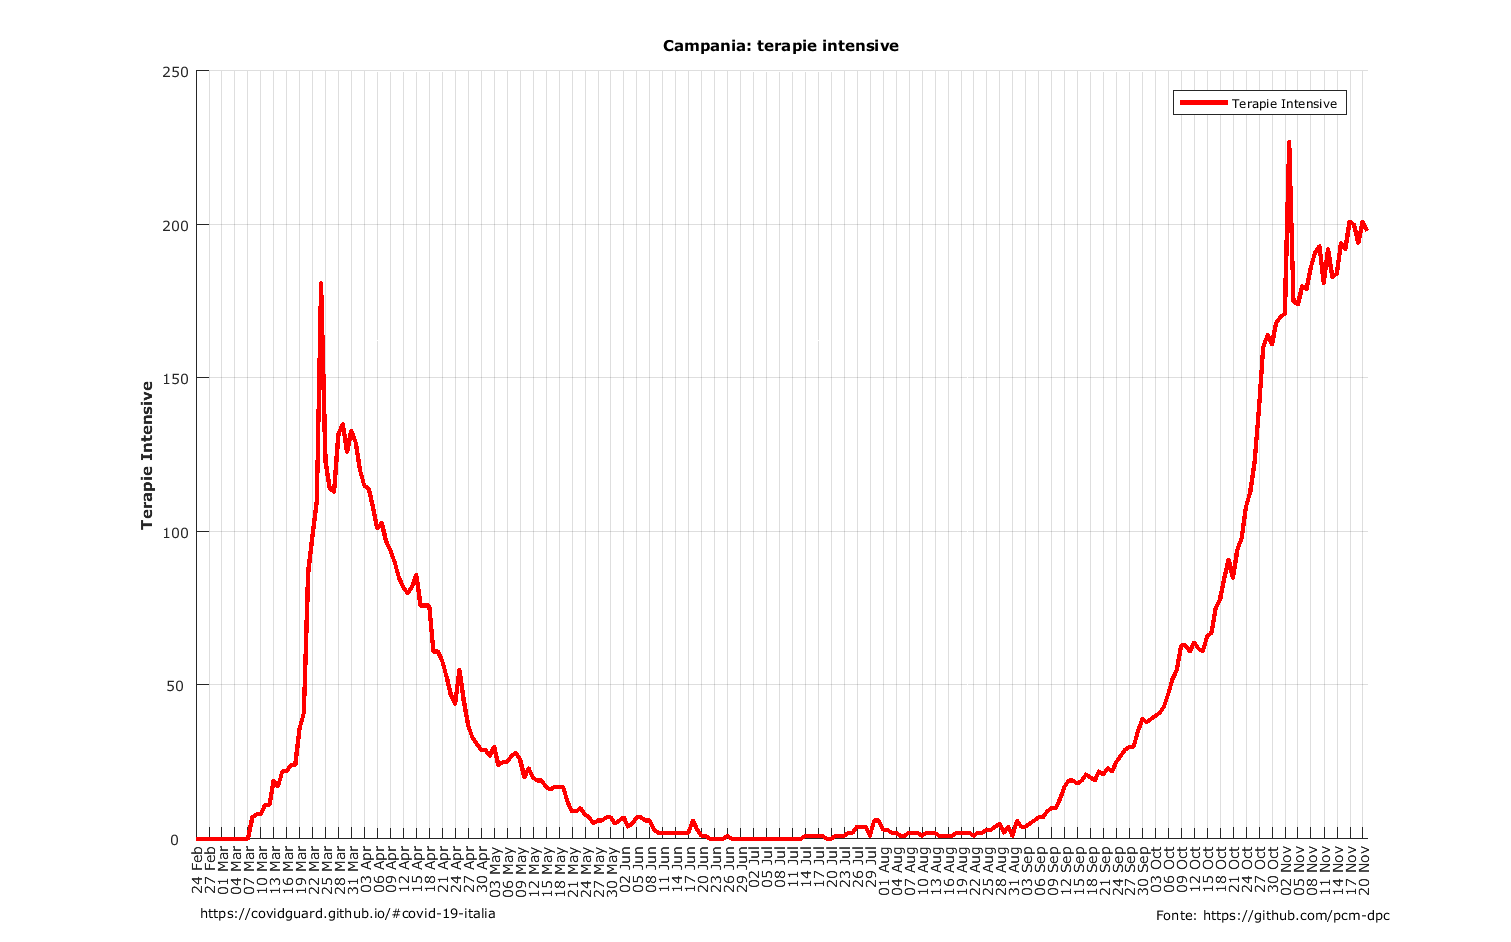 Campania: terapie intensive
Terapie Intensive
Terapie Intensive
250
200
150
100
50
0
24 Feb
27 Feb
01 Mar
04 Mar
07 Mar
10 Mar
13 Mar
16 Mar
19 Mar
22 Mar
25 Mar
28 Mar
31 Mar
03 Apr
06 Apr
09 Apr
12 Apr
15 Apr
18 Apr
21 Apr
24 Apr
27 Apr
30 Apr
03 May
06 May
09 May
12 May
15 May
18 May
21 May
24 May
27 May
30 May
02 Jun
05 Jun
08 Jun
11 Jun
14 Jun
17 Jun
20 Jun
23 Jun
26 Jun
29 Jun
02 Jul
05 Jul
08 Jul
11 Jul
14 Jul
17 Jul
20 Jul
23 Jul
26 Jul
29 Jul
01 Aug
04 Aug
07 Aug
10 Aug
13 Aug
16 Aug
19 Aug
22 Aug
25 Aug
28 Aug
31 Aug
03 Sep
06 Sep
09 Sep
12 Sep
15 Sep
18 Sep
21 Sep
24 Sep
27 Sep
30 Sep
03 Oct
06 Oct
09 Oct
12 Oct
15 Oct
18 Oct
21 Oct
24 Oct
27 Oct
30 Oct
02 Nov
05 Nov
08 Nov
11 Nov
14 Nov
17 Nov
20 Nov
https://covidguard.github.io/#covid-19-italia
Fonte: https://github.com/pcm-dpc